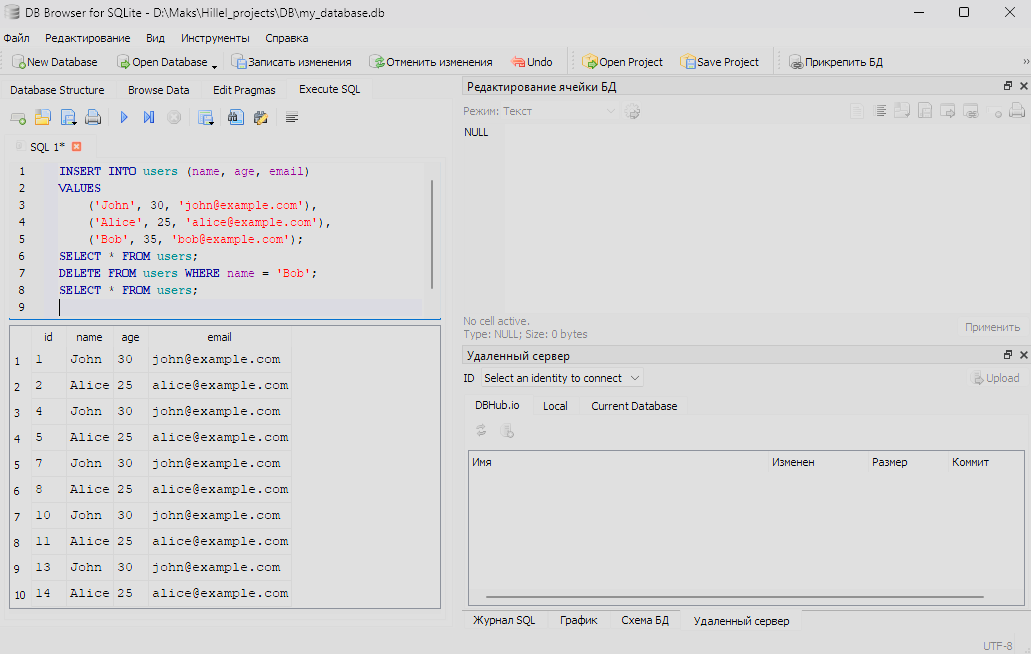 DB Browser for SQLite - D:\Maks\Hillel_projects\DB\my_database.db
Файл Редактирование Вид Инструменты Справка
New Database Open Database Записать изменения Отменить изменения Undo Open Project Save Project Прикрепить БД »
Database Structure Browse Data Edit Pragmas Execute SQL
SQL 1*
1 INSERT INTO users (name, age, email)
2 VALUES
3 ('John', 30, 'john@example.com'),
4 ('Alice', 25, 'alice@example.com'),
5 ('Bob', 35, 'bob@example.com');
6 SELECT * FROM users;
7 DELETE FROM users WHERE name = 'Bob';
8 SELECT * FROM users;
9
id name age email
1 1 John 30 john@example.com
2 2 Alice 25 alice@example.com
3 4 John 30 john@example.com
4 5 Alice 25 alice@example.com
5 7 John 30 john@example.com
6 8 Alice 25 alice@example.com
7 10 John 30 john@example.com
8 11 Alice 25 alice@example.com
9 13 John 30 john@example.com
10 14 Alice 25 alice@example.com
Редактирование ячейки БД
Режим: Текст
NULL
No cell active.
Type: NULL; Size: 0 bytes
Применить
Удаленный сервер
ID Select an identity to connect Upload
DBHub.io Local Current Database
Имя Изменен Размер Коммит
Журнал SQL График Схема БД Удаленный сервер
UTF-8